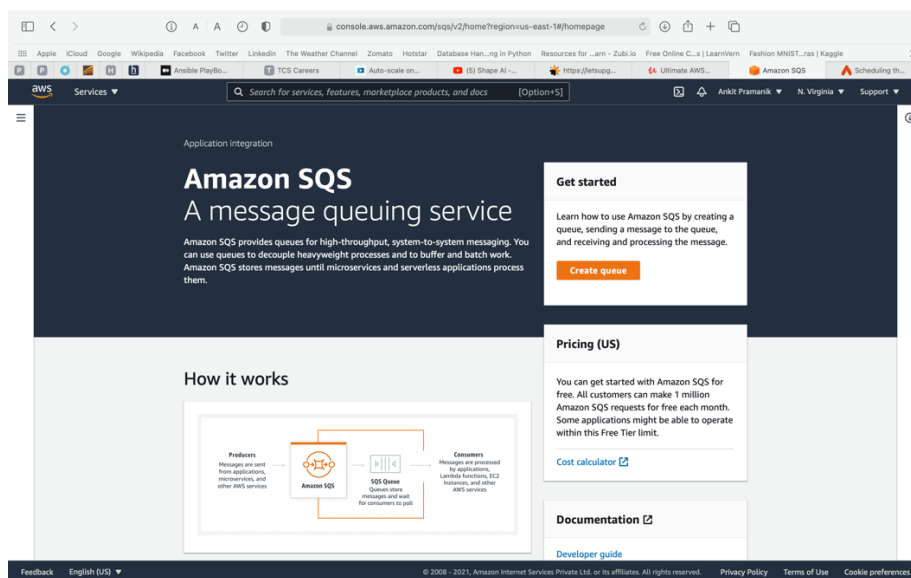 console.aws.amazon.com/sqs/v2/home?region=us-east-1#/homepage
Apple iCloud Google Wikipedia Facebook Twitter Linkedin The Weather Channel Zomato Hotstar Database Han...ng in Python Resources for ...arn - Zubi.io Free Online C...s | LearnVern Fashion MNIST...ras | Kaggle
Ansible PlayBo... TCS Careers Auto-scale on... (5) Shape AI -... https://letsupg... Ultimate AWS... Amazon SQS Scheduling th...
aws Services ▼ Search for services, features, marketplace products, and docs [Option+S] Ankit Pramanik ▼ N. Virginia ▼ Support ▼
Application integration
Amazon SQS
A message queuing service
Amazon SQS provides queues for high-throughput, system-to-system messaging. You
can use queues to decouple heavyweight processes and to buffer and batch work.
Amazon SQS stores messages until microservices and serverless applications process
them.
Get started
Learn how to use Amazon SQS by creating a
queue, sending a message to the queue,
and receiving and processing the message.
Create queue
Pricing (US)
You can get started with Amazon SQS for
free. All customers can make 1 million
Amazon SQS requests for free each month.
Some applications might be able to operate
within this Free Tier limit.
Cost calculator
Documentation
Developer guide
How it works
Producers
Messages are sent
from applications,
microservices, and
other AWS services
Amazon SQS
SQS Queue
Queues store
messages and wait
for consumers to poll
Consumers
Messages are processed
by applications,
Lambda functions, EC2
Instances, and other
AWS services
Feedback English (US) ▼ © 2008 - 2021, Amazon Internet Services Private Ltd. or its affiliates. All rights reserved. Privacy Policy Terms of Use Cookie preferences